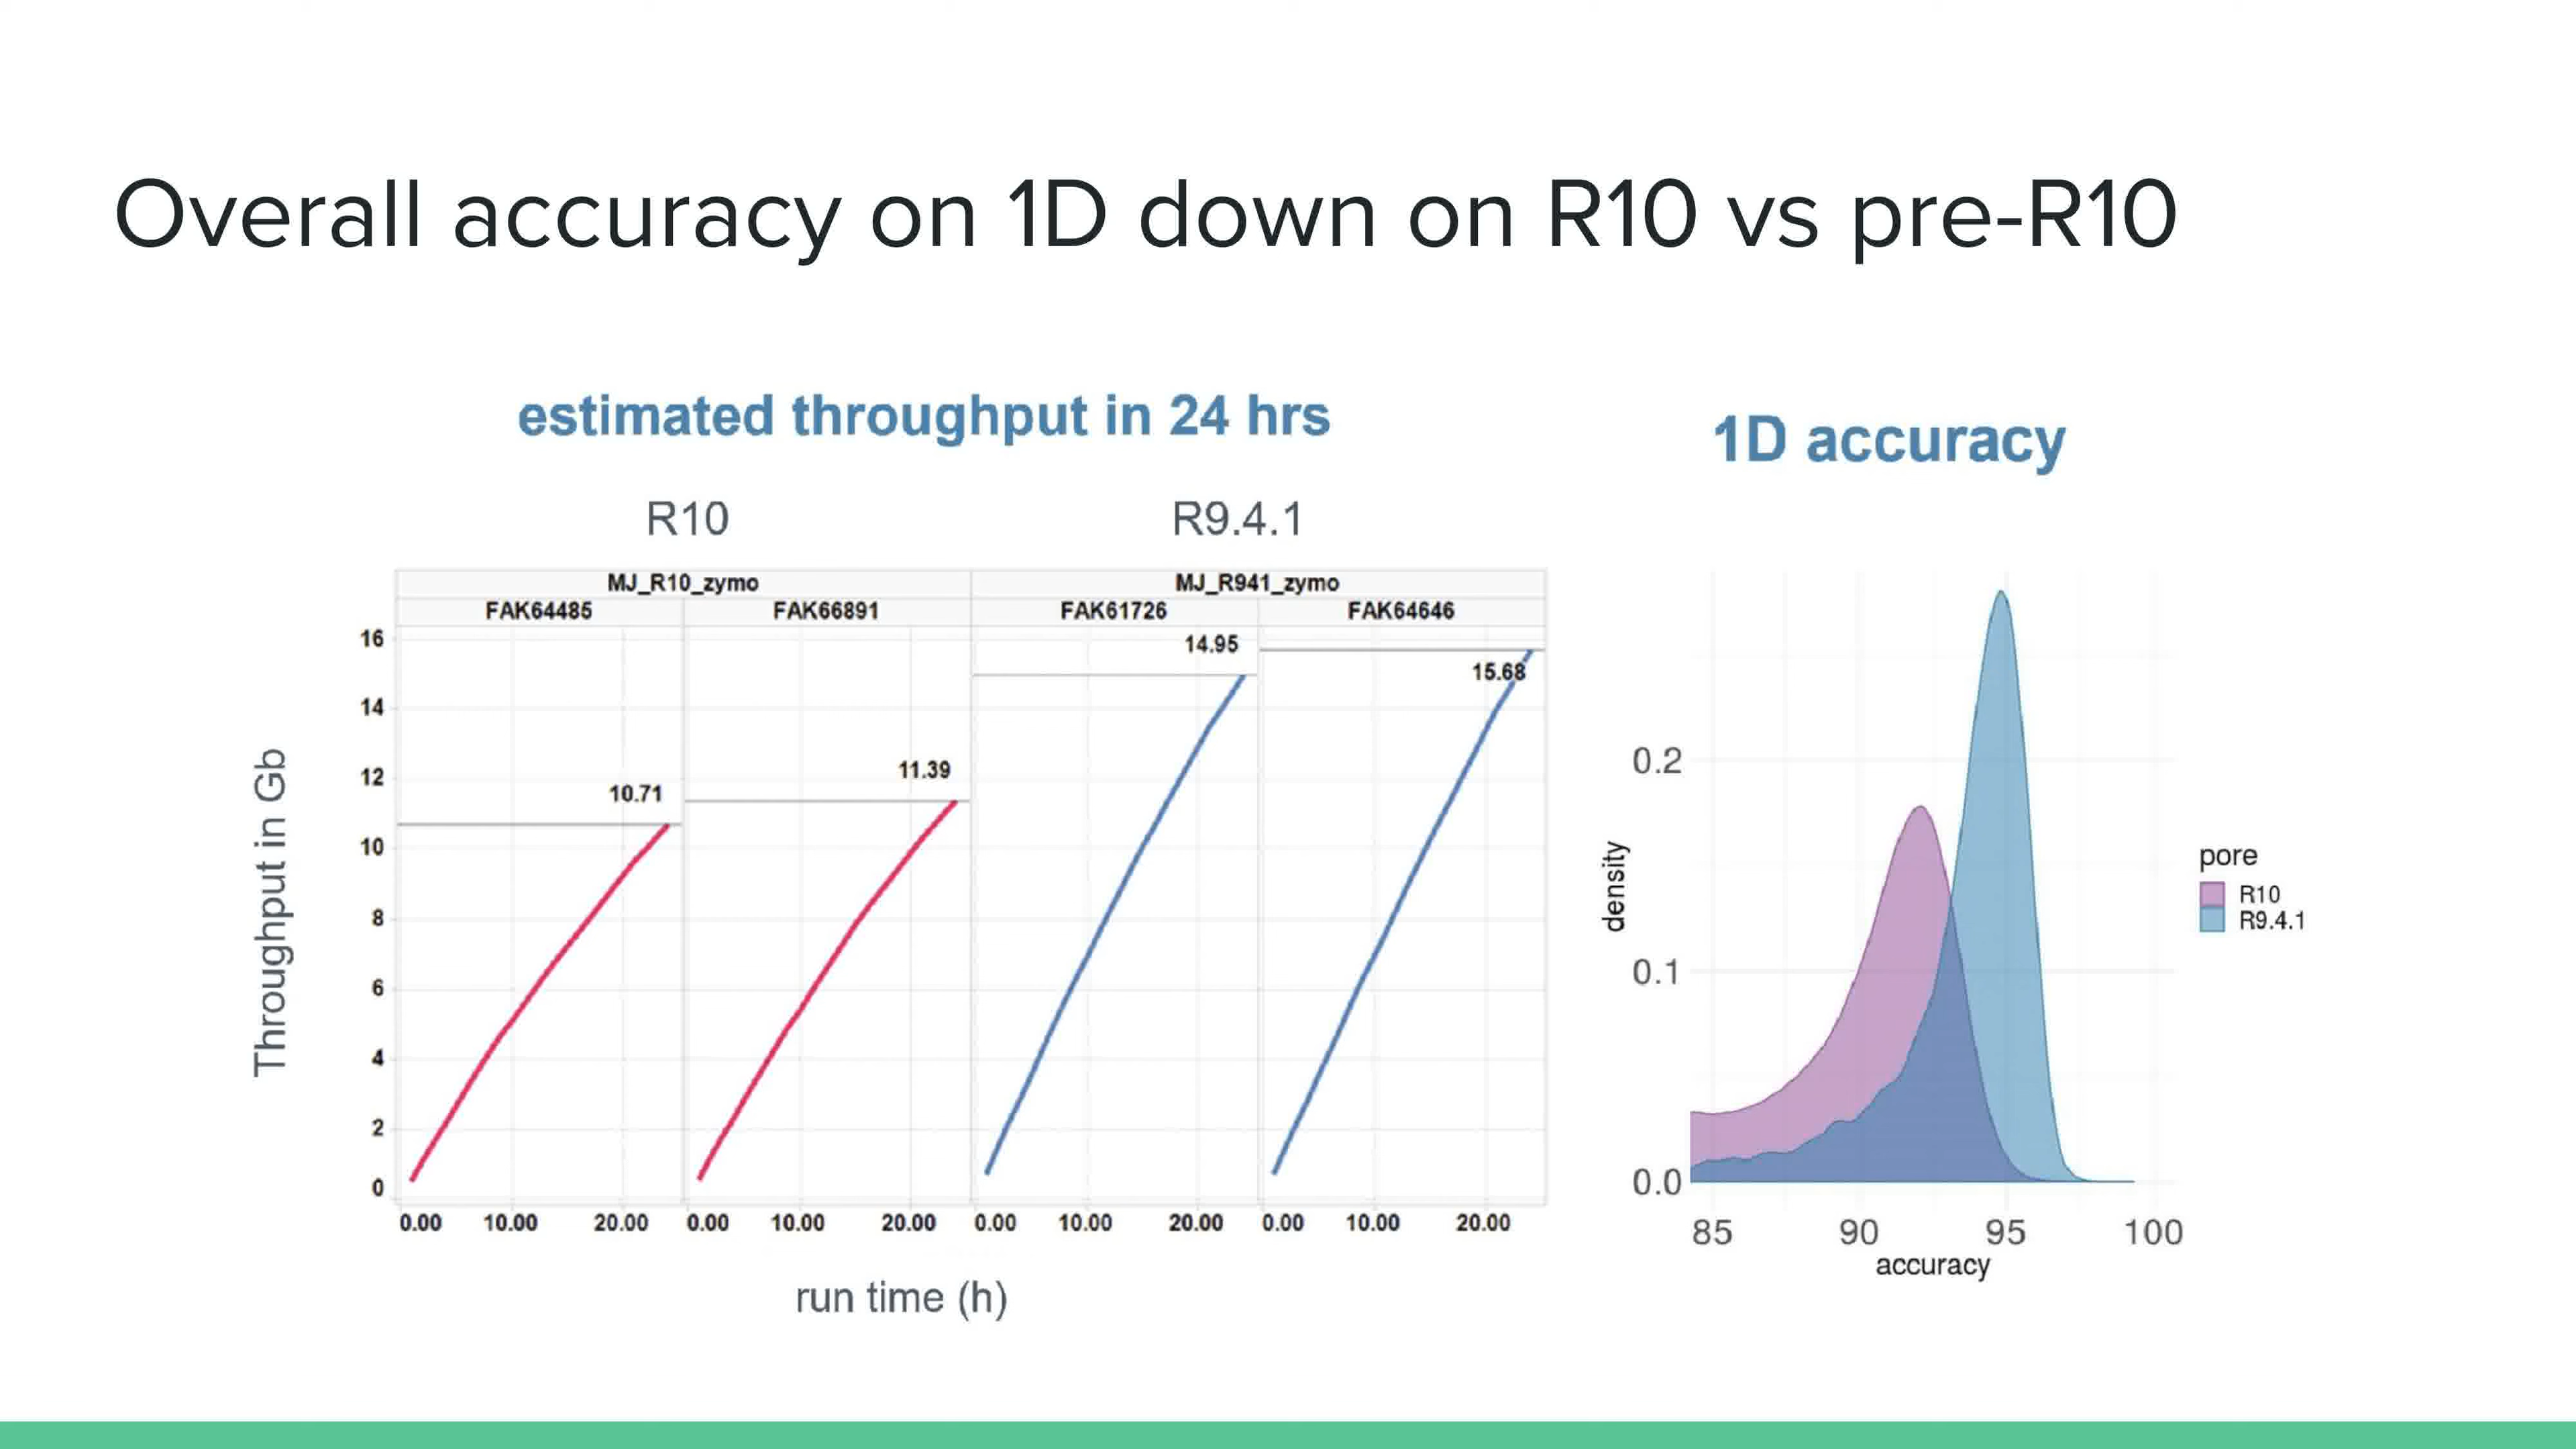 Overall accuracy on 1D down on R10 vs pre-R10
estimated throughput in 24 hrs
R10 R9.4.1
MJ_R10_zymo MJ_R941_zymo
FAK64485 FAK66891 FAK61726 FAK64646
Throughput in Gb
16
14
12
10
8
6
4
2
0
10.71
11.39
14.95
15.68
0.00 10.00 20.00 0.00 10.00 20.00 0.00 10.00 20.00 0.00 10.00 20.00
run time (h)
1D accuracy
density
0.2
0.1
0.0
85 90 95 100
accuracy
pore
R10
R9.4.1